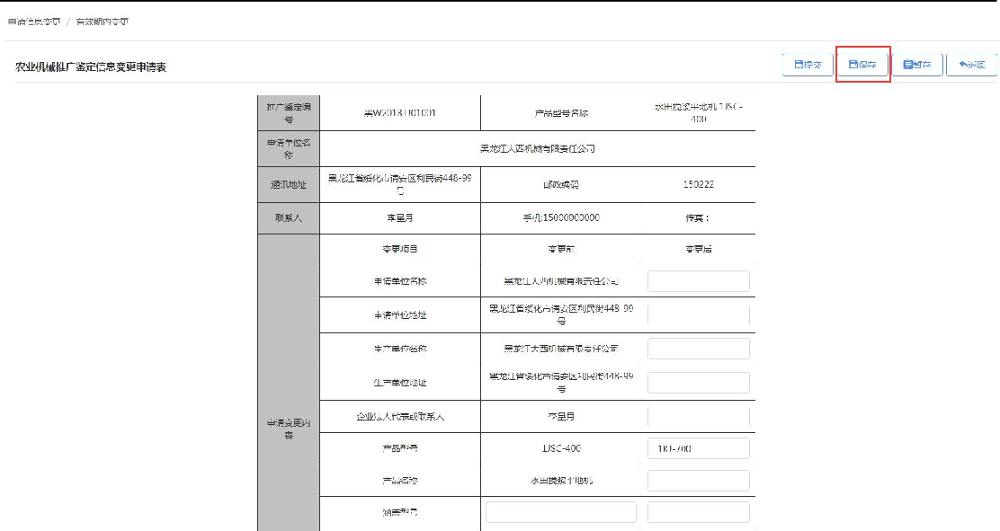 申请信息变更 / 有效期内变更
农业机械推广鉴定信息变更申请表
提交 保存 暂存 返回
推广鉴定编号 黑W2018TJ01001 产品型号名称 水田搅浆平地机 1JSC-400
申请单位名称 黑龙江大西机械有限责任公司
通讯地址 黑龙江省绥化市请安区利民街448-99号 邮政编码 150222
联系人 李星月 手机:15000000000 传真:
变更项目 变更前 变更后
申请单位名称 黑龙江大西机械有限责任公司
申请单位地址 黑龙江省绥化市请安区利民街448-99号
生产单位名称 黑龙江大西机械有限责任公司
生产单位地址 黑龙江省绥化市请安区利民街448-99号
企业法人代表或联系人 李星月
申请变更内容
产品型号 1JSC-400 1KJ-700
产品名称 水田搅浆平地机
涵盖型号